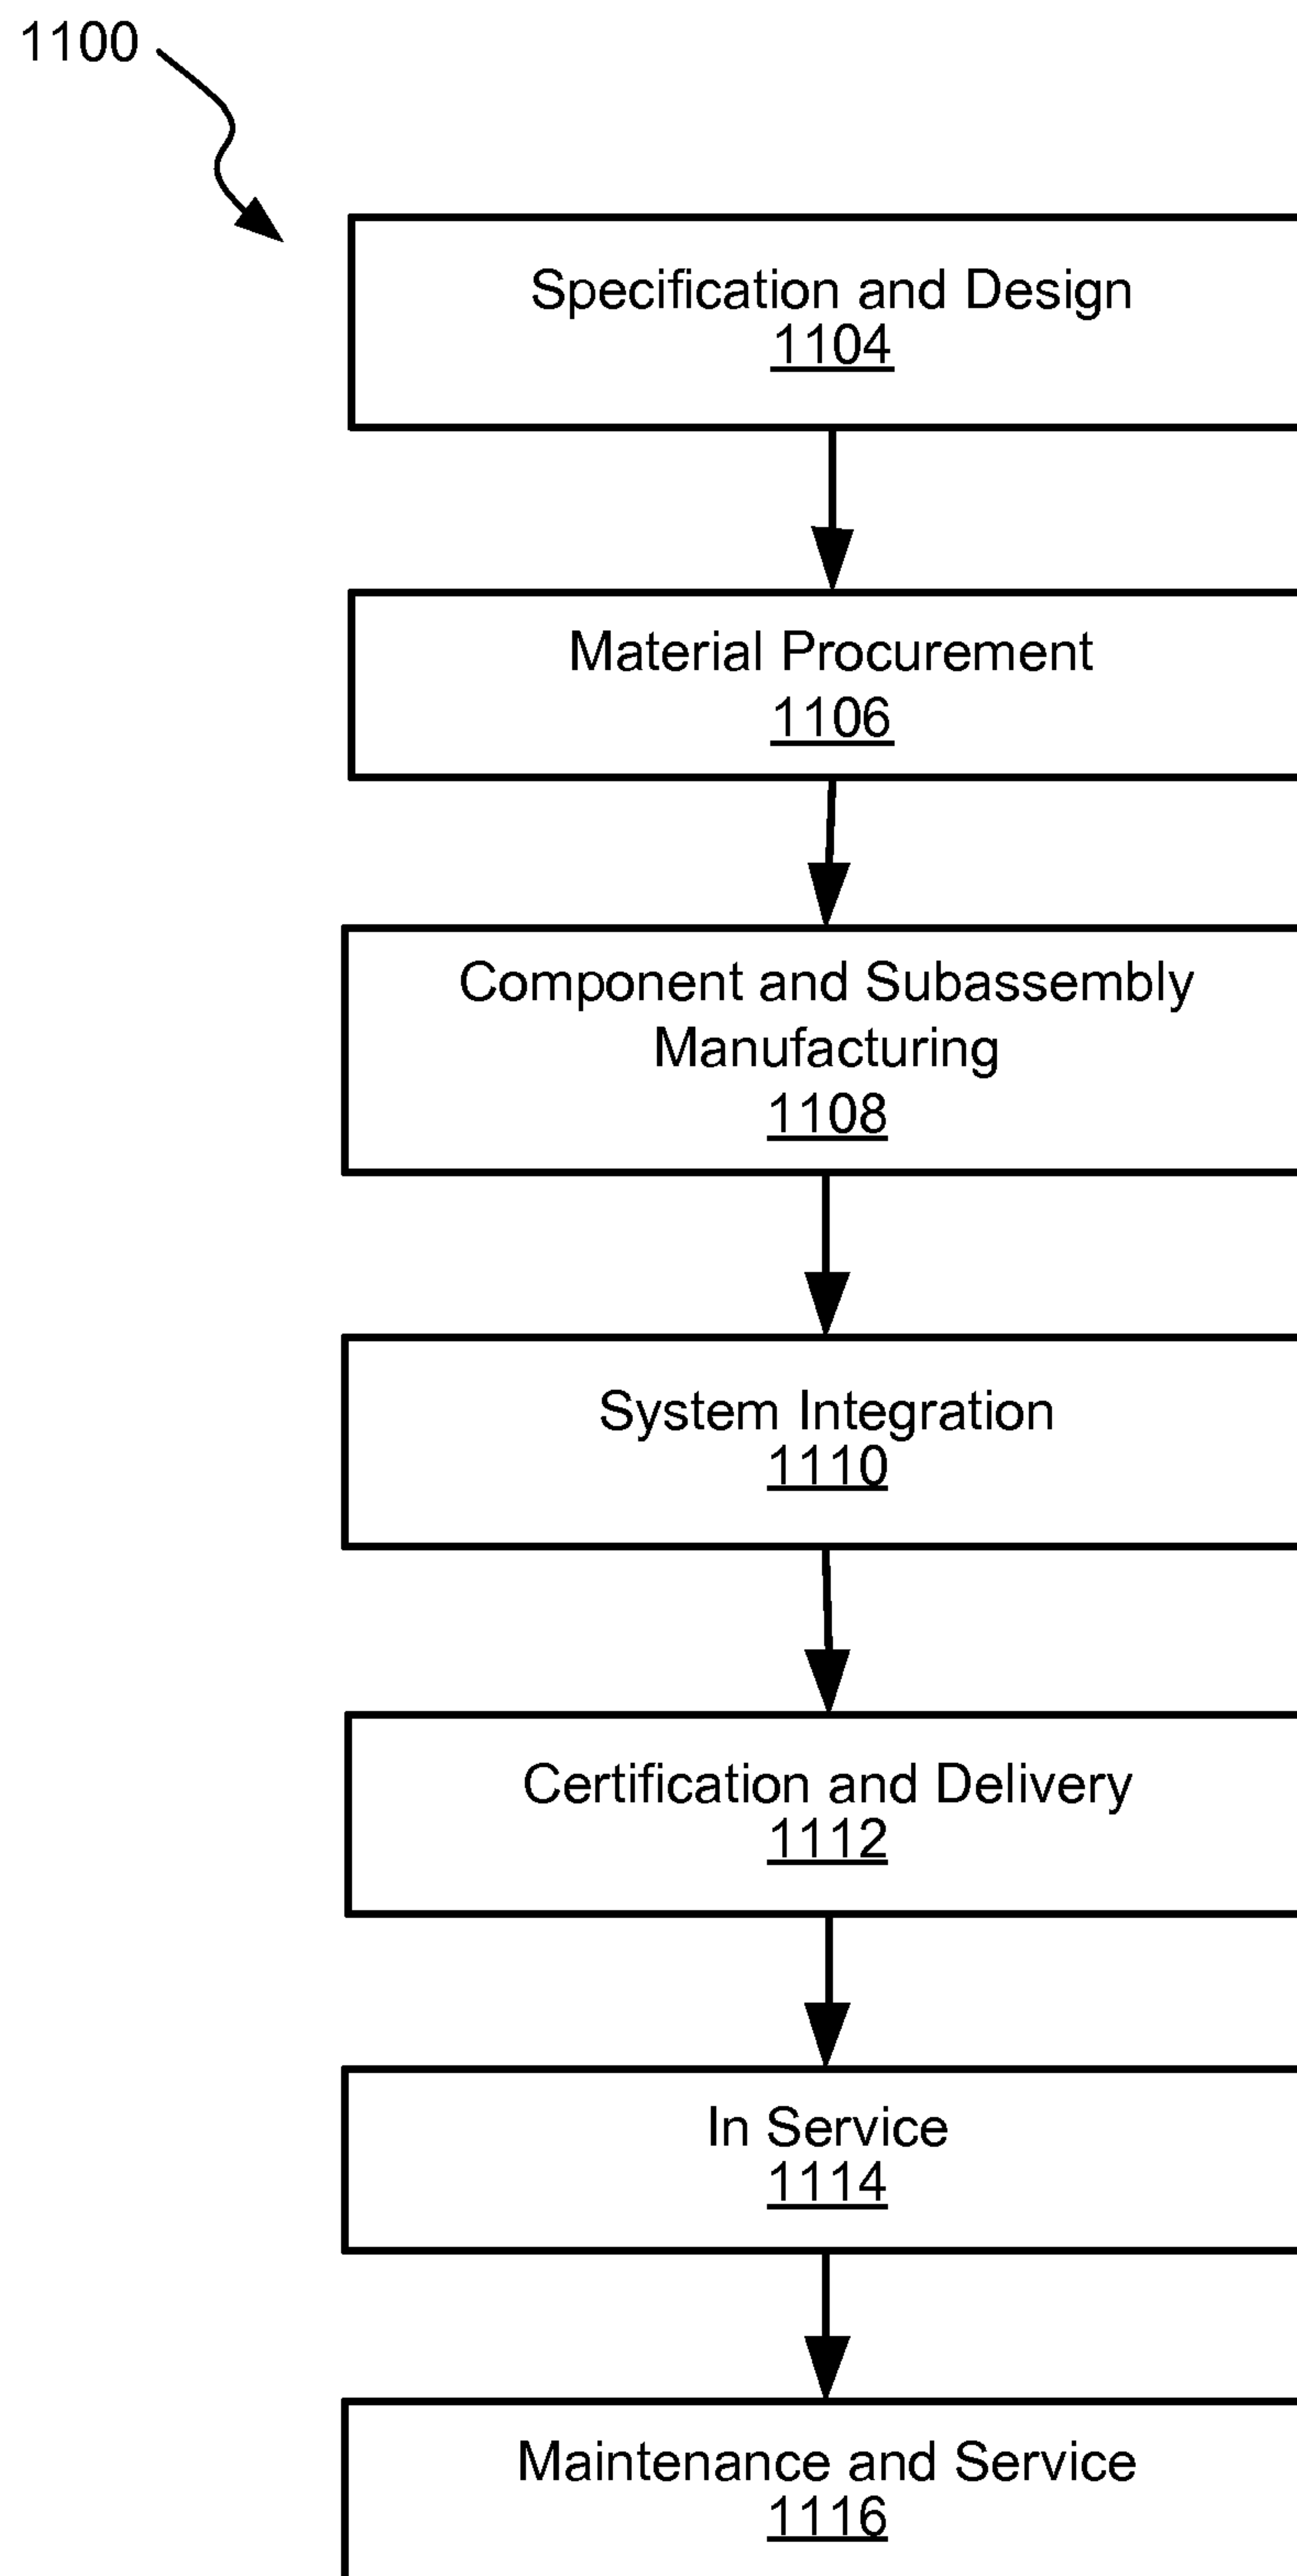 1100
Specification and Design
1104
Material Procurement
1106
Component and Subassembly
Manufacturing
1108
System Integration
1110
Certification and Delivery
1112
In Service
1114
Maintenance and Service
1116